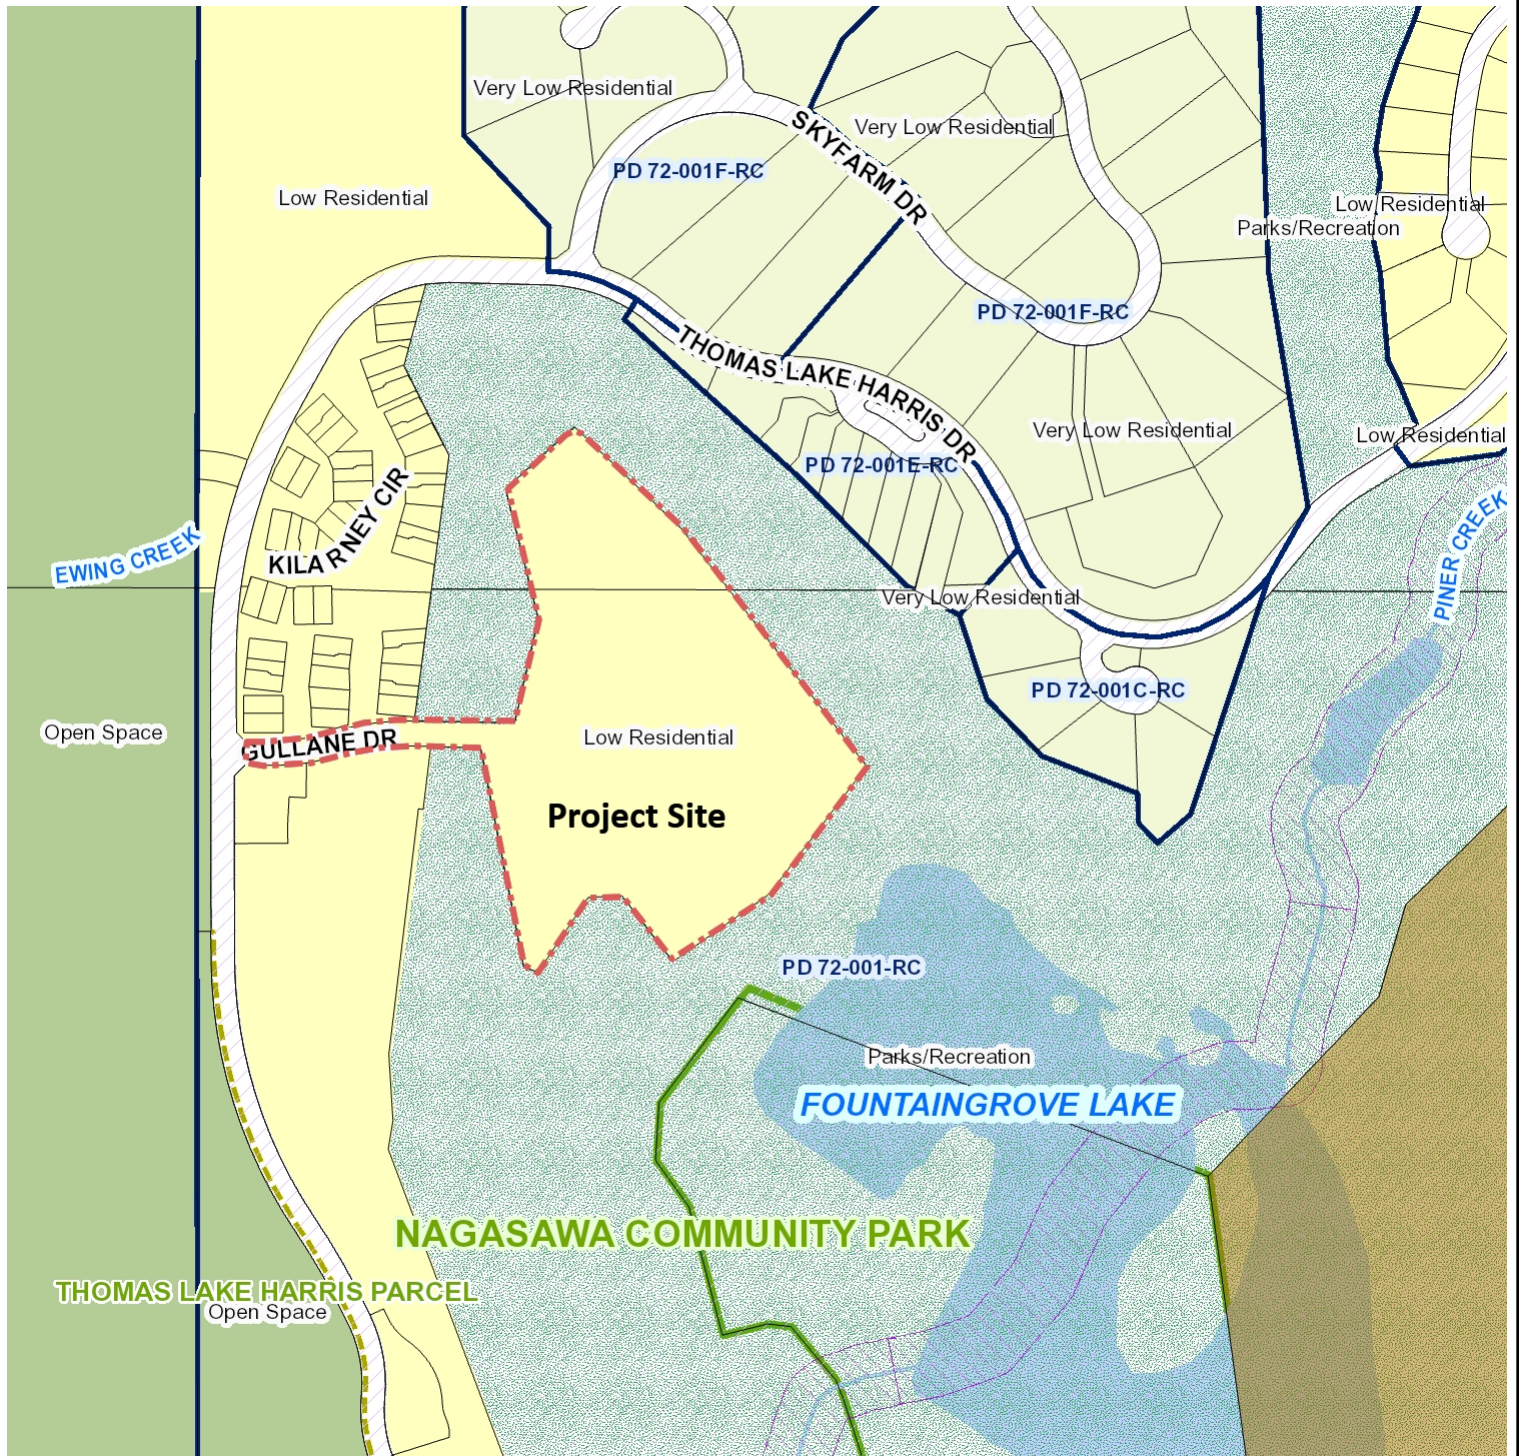 Very Low Residential
SKYFARM DR
Very Low Residential
PD 72-001F-RC
Low Residential
Low Residential
Parks/Recreation
PD 72-001F-RC
THOMAS LAKE HARRIS DR
Very Low Residential
Low Residential
PD 72-001E-RC
KILARNEY CIR
EWING CREEK
PINER CREEK
Very Low Residential
PD 72-001C-RC
Open Space
GULLANE DR
Low Residential
Project Site
PD 72-001-RC
Parks/Recreation
FOUNTAINGROVE LAKE
NAGASAWA COMMUNITY PARK
THOMAS LAKE HARRIS PARCEL
Open Space